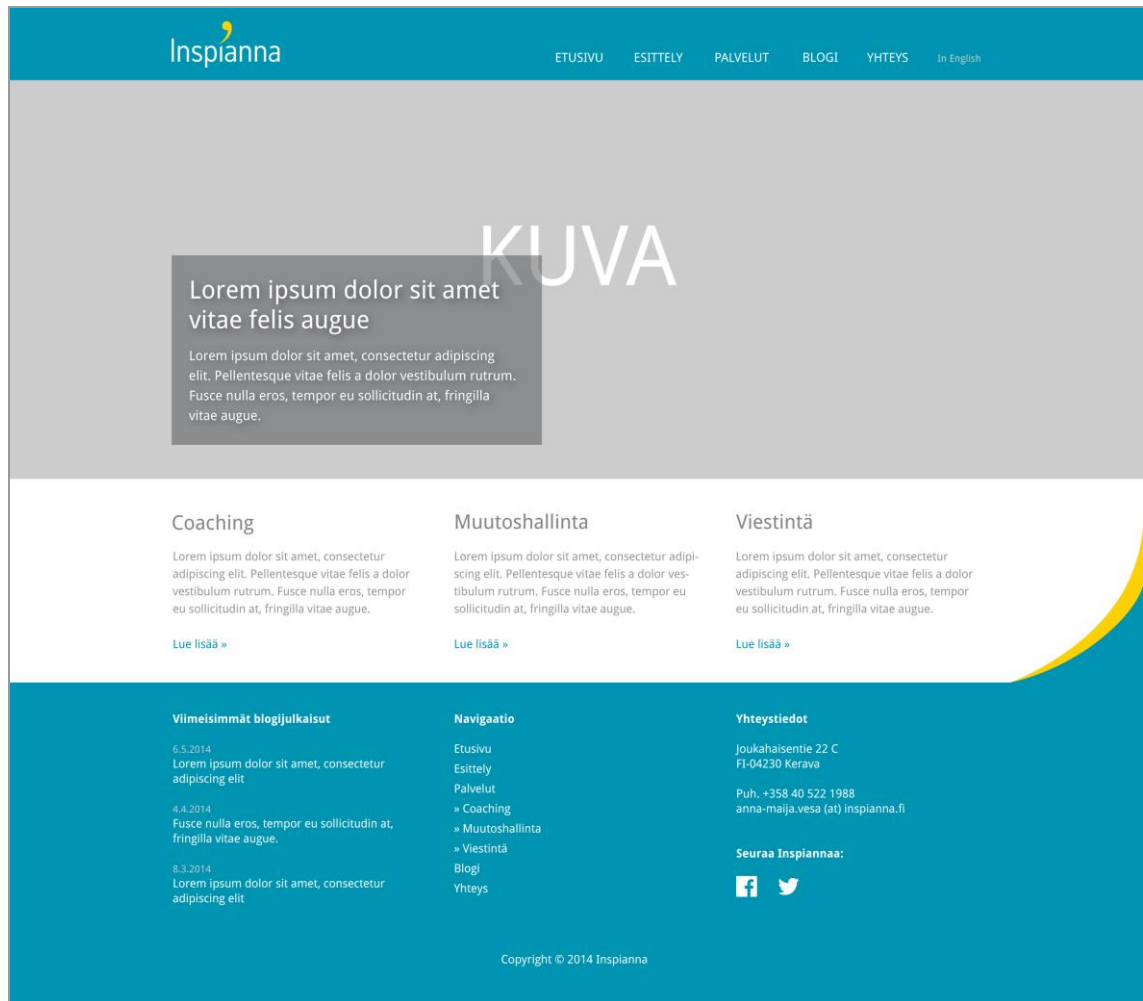 Inspianna
ETUSIVU ESITTELY PALVELUT BLOGI YHTEYS In English
KUVA
Lorem ipsum dolor sit amet
vitae felis augue
Lorem ipsum dolor sit amet, consectetur adipiscing
elit. Pellentesque vitae felis a dolor vestibulum rutrum.
Fusce nulla eros, tempor eu sollicitudin at, fringilla
vitae augue.
Coaching
Lorem ipsum dolor sit amet, consectetur
adipiscing elit. Pellentesque vitae felis a dolor
vestibulum rutrum. Fusce nulla eros, tempor
eu sollicitudin at, fringilla vitae augue.
Lue lisää »
Muutoshallinta
Lorem ipsum dolor sit amet, consectetur adipi-
scing elit. Pellentesque vitae felis a dolor ves-
tibulum rutrum. Fusce nulla eros, tempor eu
sollicitudin at, fringilla vitae augue.
Lue lisää »
Viestintä
Lorem ipsum dolor sit amet, consectetur
adipiscing elit. Pellentesque vitae felis a dolor
vestibulum rutrum. Fusce nulla eros, tempor
eu sollicitudin at, fringilla vitae augue.
Lue lisää »
Viimeisimmät blogijulkaisut
6.5.2014
Lorem ipsum dolor sit amet, consectetur
adipiscing elit
4.4.2014
Fusce nulla eros, tempor eu sollicitudin at,
fringilla vitae augue.
8.3.2014
Lorem ipsum dolor sit amet, consectetur
adipiscing elit
Navigaatio
Etusivu
Esittely
Palvelut
» Coaching
» Muutoshallinta
» Viestintä
Blogi
Yhteys
Yhteystiedot
Joukahaisentie 22 C
FI-04230 Kerava
Puh. +358 40 522 1988
anna-maija.vesa (at) inspianna.fi
Seuraa Inspiannaa:
Copyright © 2014 Inspianna